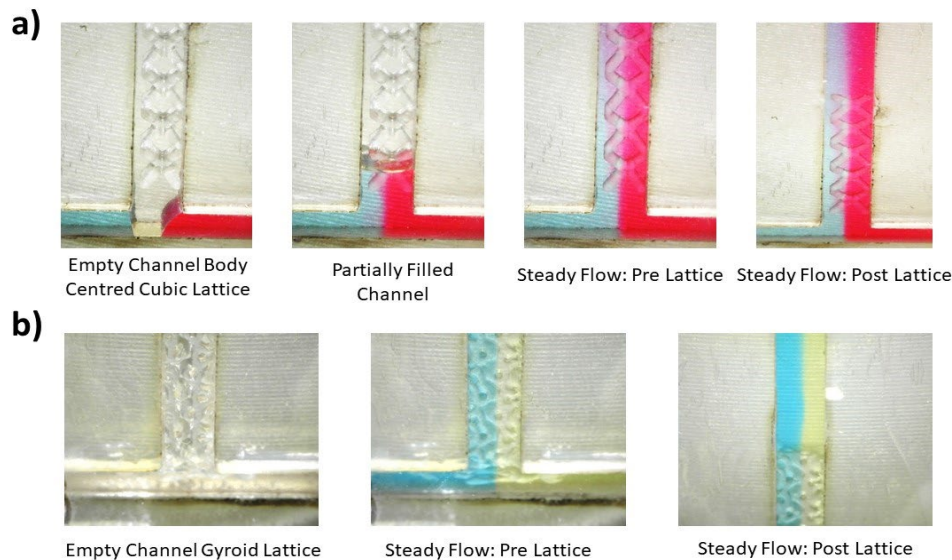 a)
Empty Channel Body
Centred Cubic Lattice
Partially Filled
Channel
Steady Flow: Pre Lattice
Steady Flow: Post Lattice
b)
Empty Channel Gyroid Lattice
Steady Flow: Pre Lattice
Steady Flow: Post Lattice